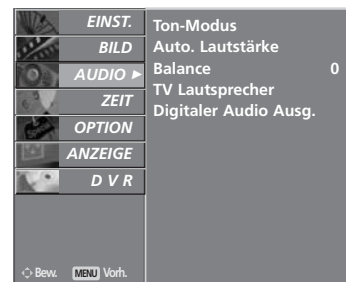 EINST.
BILD
AUDIO ►
ZEIT
OPTION
ANZEIGE
D V R
Bew. MENU Vorh.
Ton-Modus
Auto. Lautstärke
Balance 0
TV Lautsprecher
Digitaler Audio Ausg.